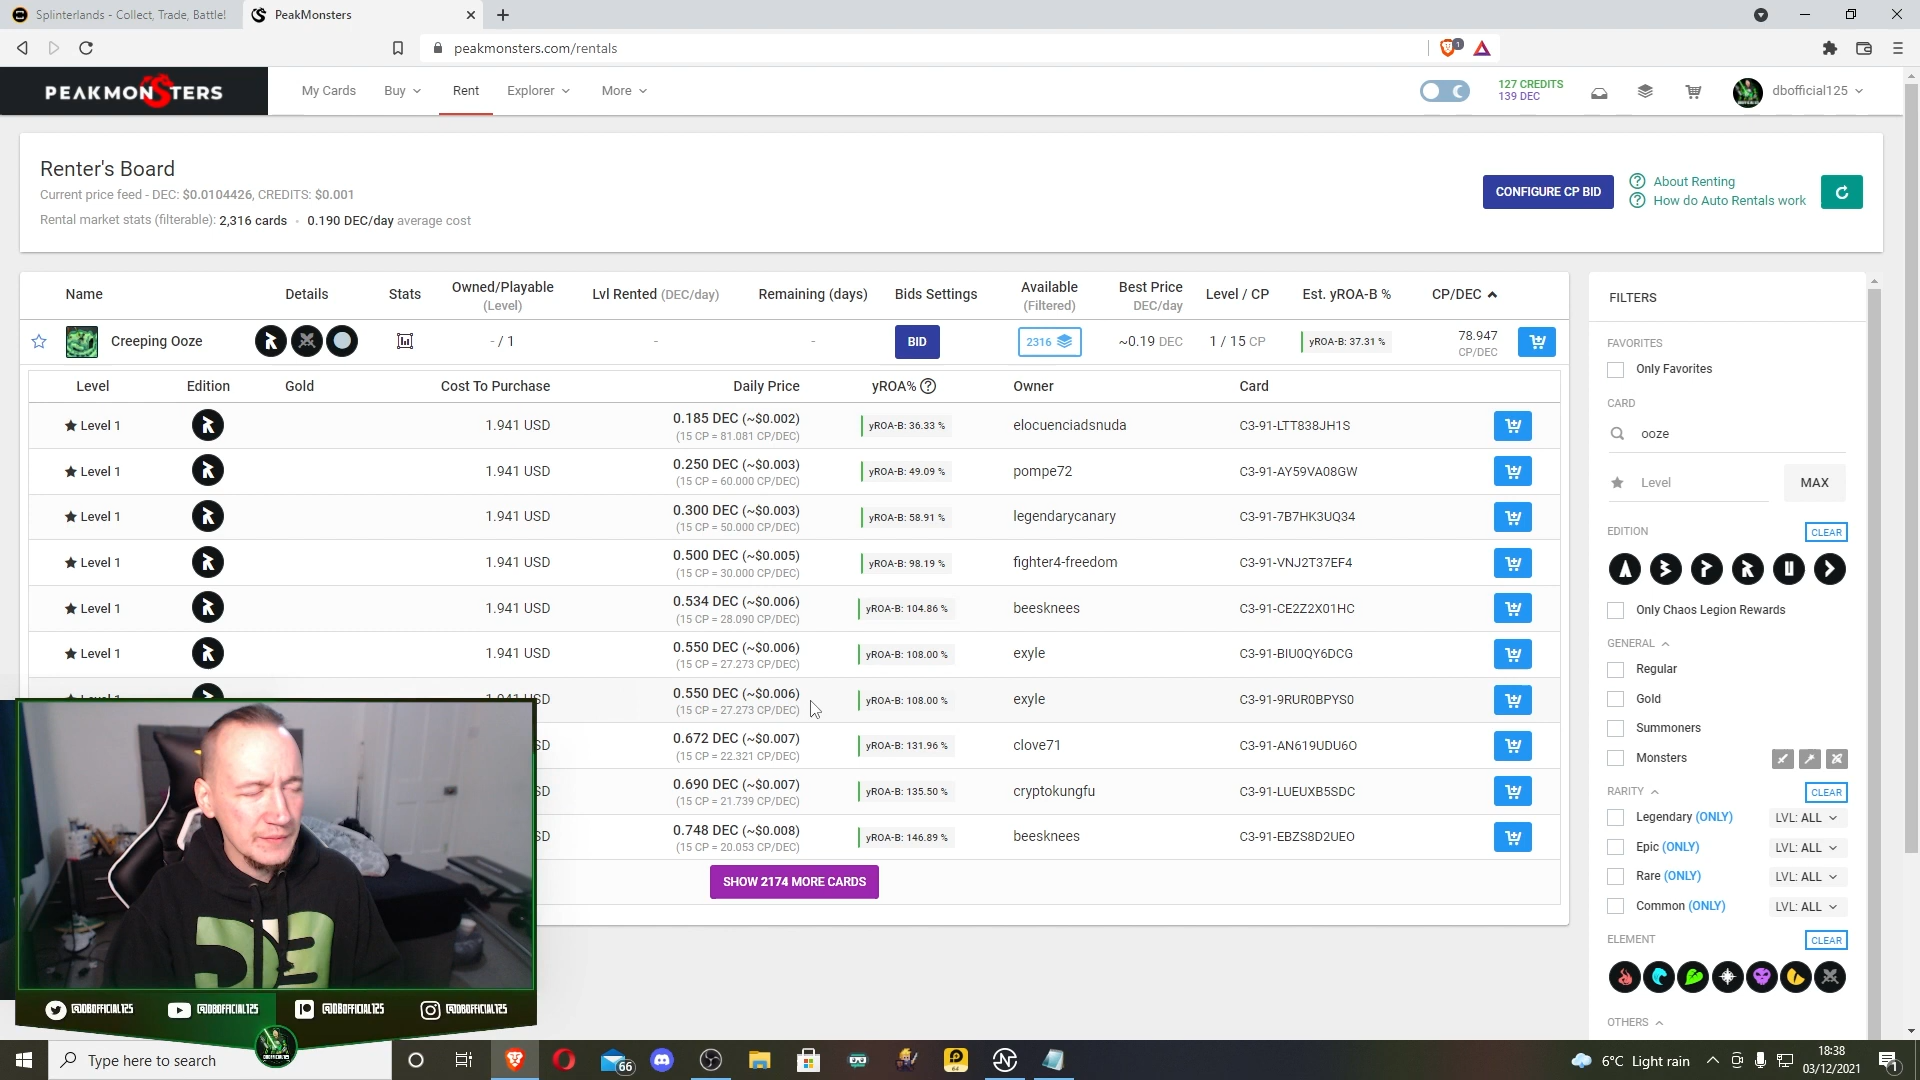 Splinterlands - Collect, Trade, Battle!
PeakMonsters
peakmonsters.com/rentals
1
PEAKMONSTERS
My Cards
Buy
Rent
Explorer
More
127 CREDITS
139 DEC
dbofficial125
Renter's Board
Current price feed - DEC: $0.0104426, CREDITS: $0.001
Rental market stats (filterable): 2,316 cards • 0.190 DEC/day average cost
CONFIGURE CP BID
About Renting
How do Auto Rentals work
Name
Details
Stats
Owned/Playable
(Level)
Lvl Rented (DEC/day)
Remaining (days)
Bids Settings
Available
(Filtered)
Best Price
DEC/day
Level / CP
Est. yROA-B %
CP/DEC
Creeping Ooze
- / 1
-
-
BID
2316
~0.19 DEC
1 / 15 CP
yROA-B: 37.31 %
78.947
CP/DEC
Level
Edition
Gold
Cost To Purchase
Daily Price
yROA%
Owner
Card
Level 1
1.941 USD
0.185 DEC (~$0.002)
(15 CP = 81.081 CP/DEC)
yROA-B: 36.33 %
elocuenciadsnuda
C3-91-LTT838JH1S
Level 1
1.941 USD
0.250 DEC (~$0.003)
(15 CP = 60.000 CP/DEC)
yROA-B: 49.09 %
pompe72
C3-91-AY59VA08GW
Level 1
1.941 USD
0.300 DEC (~$0.003)
(15 CP = 50.000 CP/DEC)
yROA-B: 58.91 %
legendarycanary
C3-91-7B7HK3UQ34
Level 1
1.941 USD
0.500 DEC (~$0.005)
(15 CP = 30.000 CP/DEC)
yROA-B: 98.19 %
fighter4-freedom
C3-91-VNJ2T37EF4
Level 1
1.941 USD
0.534 DEC (~$0.006)
(15 CP = 28.090 CP/DEC)
yROA-B: 104.86 %
beesknees
C3-91-CE2Z2X01HC
Level 1
1.941 USD
0.550 DEC (~$0.006)
(15 CP = 27.273 CP/DEC)
yROA-B: 108.00 %
exyle
C3-91-BIU0QY6DCG
0.550 DEC (~$0.006)
(15 CP = 27.273 CP/DEC)
yROA-B: 108.00 %
exyle
C3-91-9RUR0BPYS0
0.672 DEC (~$0.007)
(15 CP = 22.321 CP/DEC)
yROA-B: 131.96 %
clove71
C3-91-AN619UDU6O
0.690 DEC (~$0.007)
(15 CP = 21.739 CP/DEC)
yROA-B: 135.50 %
cryptokungfu
C3-91-LUEUXB5SDC
0.748 DEC (~$0.008)
(15 CP = 20.053 CP/DEC)
yROA-B: 146.89 %
beesknees
C3-91-EBZS8D2UEO
SHOW 2174 MORE CARDS
FILTERS
FAVORITES
Only Favorites
CARD
ooze
Level
MAX
EDITION
CLEAR
Only Chaos Legion Rewards
GENERAL
Regular
Gold
Summoners
Monsters
RARITY
CLEAR
Legendary (ONLY)
LVL: ALL
Epic (ONLY)
LVL: ALL
Rare (ONLY)
LVL: ALL
Common (ONLY)
LVL: ALL
ELEMENT
CLEAR
OTHERS
@DBOFFICIAL125
@DBOFFICIAL125
@DBOFFICIAL125
@DBOFFICIAL125
Type here to search
66
64
6°C Light rain
18:38
03/12/2021
1